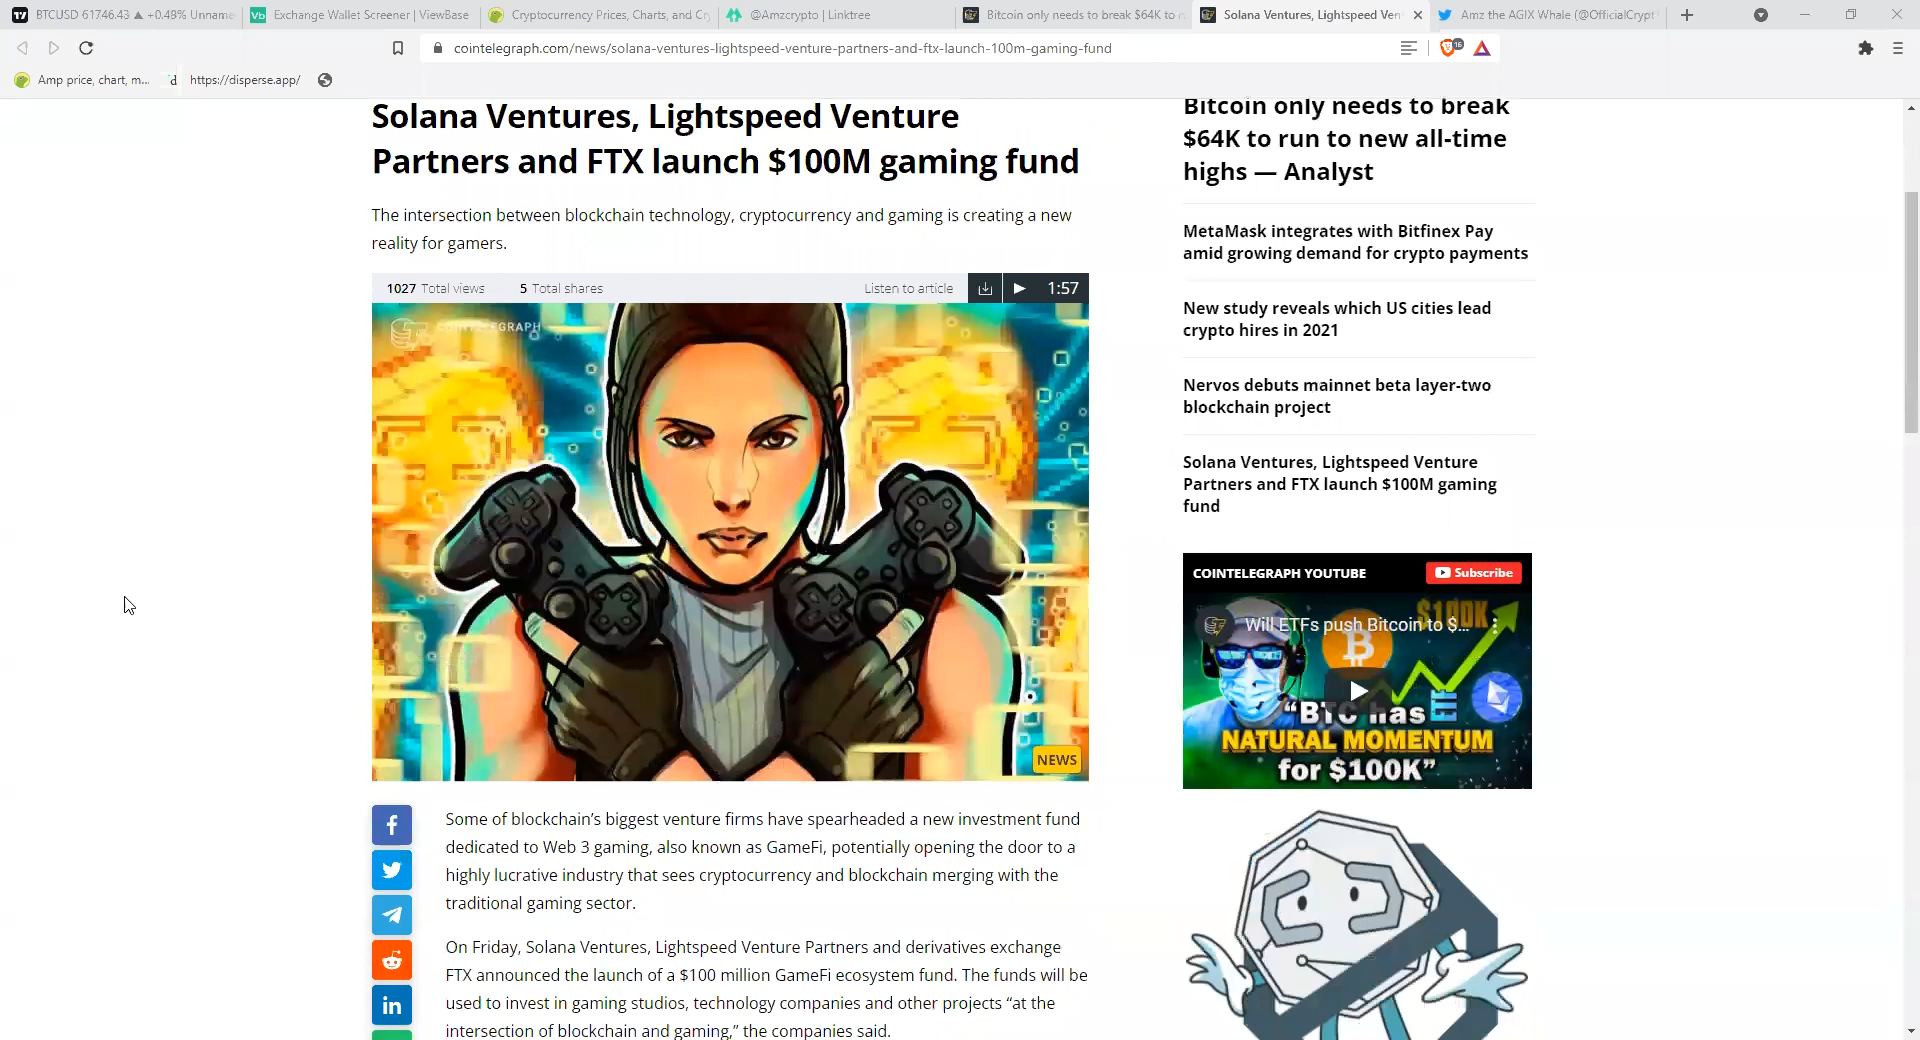 BTCUSD 61746.43 ▲ +0.49% Unname
Vb Exchange Wallet Screener | ViewBase
Cryptocurrency Prices, Charts, and Cr
@Amzcrypto | Linktree
Bitcoin only needs to break $64K to r
Solana Ventures, Lightspeed Ven
Amz the AGIX Whale (@OfficialCrypt
cointelegraph.com/news/solana-ventures-lightspeed-venture-partners-and-ftx-launch-100m-gaming-fund
16
Amp price, chart, m...
d https://disperse.app/
Solana Ventures, Lightspeed Venture
Partners and FTX launch $100M gaming fund
The intersection between blockchain technology, cryptocurrency and gaming is creating a new
reality for gamers.
1027 Total views 5 Total shares Listen to article 1:57
COINTELEGRAPH
NEWS
Some of blockchain’s biggest venture firms have spearheaded a new investment fund
dedicated to Web 3 gaming, also known as GameFi, potentially opening the door to a
highly lucrative industry that sees cryptocurrency and blockchain merging with the
traditional gaming sector.
On Friday, Solana Ventures, Lightspeed Venture Partners and derivatives exchange
FTX announced the launch of a $100 million GameFi ecosystem fund. The funds will be
used to invest in gaming studios, technology companies and other projects “at the
intersection of blockchain and gaming,” the companies said.
Bitcoin only needs to break
$64K to run to new all-time
highs — Analyst
MetaMask integrates with Bitfinex Pay
amid growing demand for crypto payments
New study reveals which US cities lead
crypto hires in 2021
Nervos debuts mainnet beta layer-two
blockchain project
Solana Ventures, Lightspeed Venture
Partners and FTX launch $100M gaming
fund
COINTELEGRAPH YOUTUBE Subscribe
$100K
Will ETFs push Bitcoin to $...
“BTC has ETF
NATURAL MOMENTUM
for $100K”